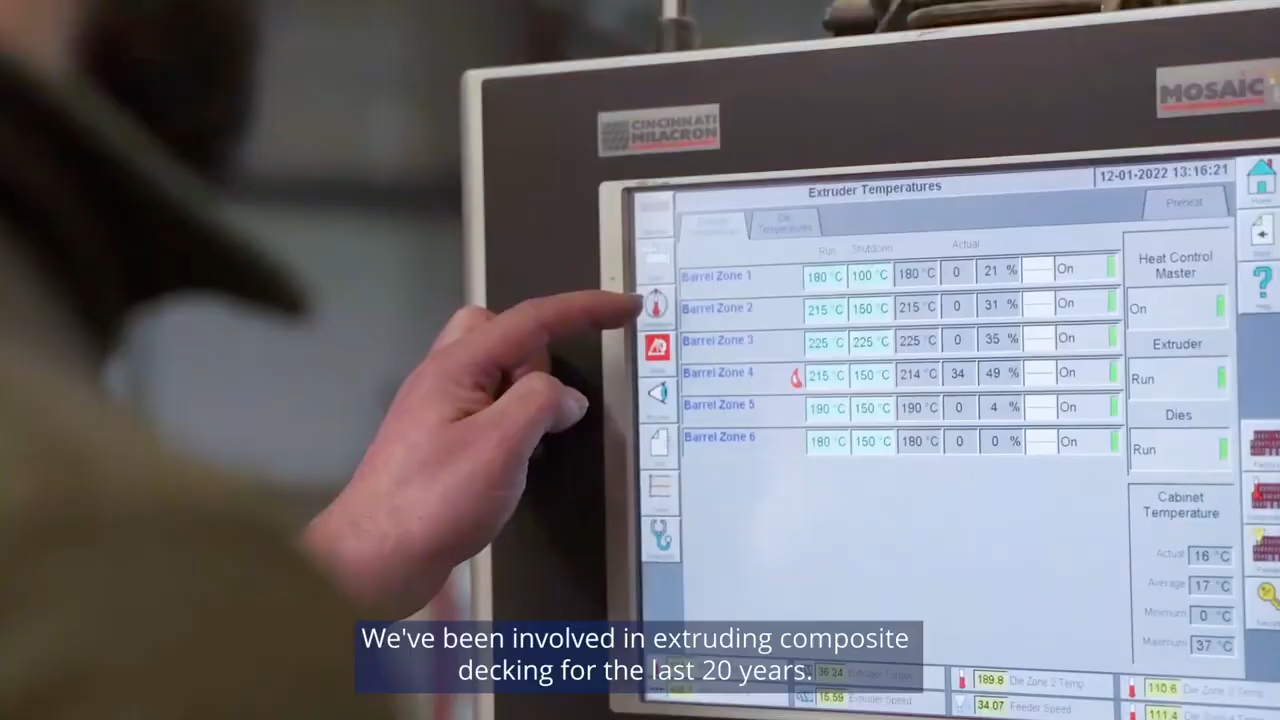 CINCINNATI
MILACRON
MOSAIC
Extruder Temperatures
12-01-2022 13:16:21
Die
Temperatures
Preheat
Run Shutdown Actual
Barrel Zone 1 180 °C 100 °C 180 °C 0 21 % On
Barrel Zone 2 215 °C 150 °C 215 °C 0 31 % On
Barrel Zone 3 225 °C 225 °C 225 °C 0 35 % On
Barrel Zone 4 215 °C 150 °C 214 °C 34 49 % On
Barrel Zone 5 190 °C 150 °C 190 °C 0 4 % On
Barrel Zone 6 180 °C 150 °C 180 °C 0 0 % On
Heat Control
Master
On
Extruder
Run
Dies
Run
Cabinet
Temperature
Actual 16 °C
Average 17 °C
Minimum 0 °C
Maximum 37 °C
We've been involved in extruding composite
decking for the last 20 years.
36.24 Extruder Torque
189.8 Die Zone 2 Temp
110.6
15.59 Extruder Speed
34.07 Feeder Speed
111.4